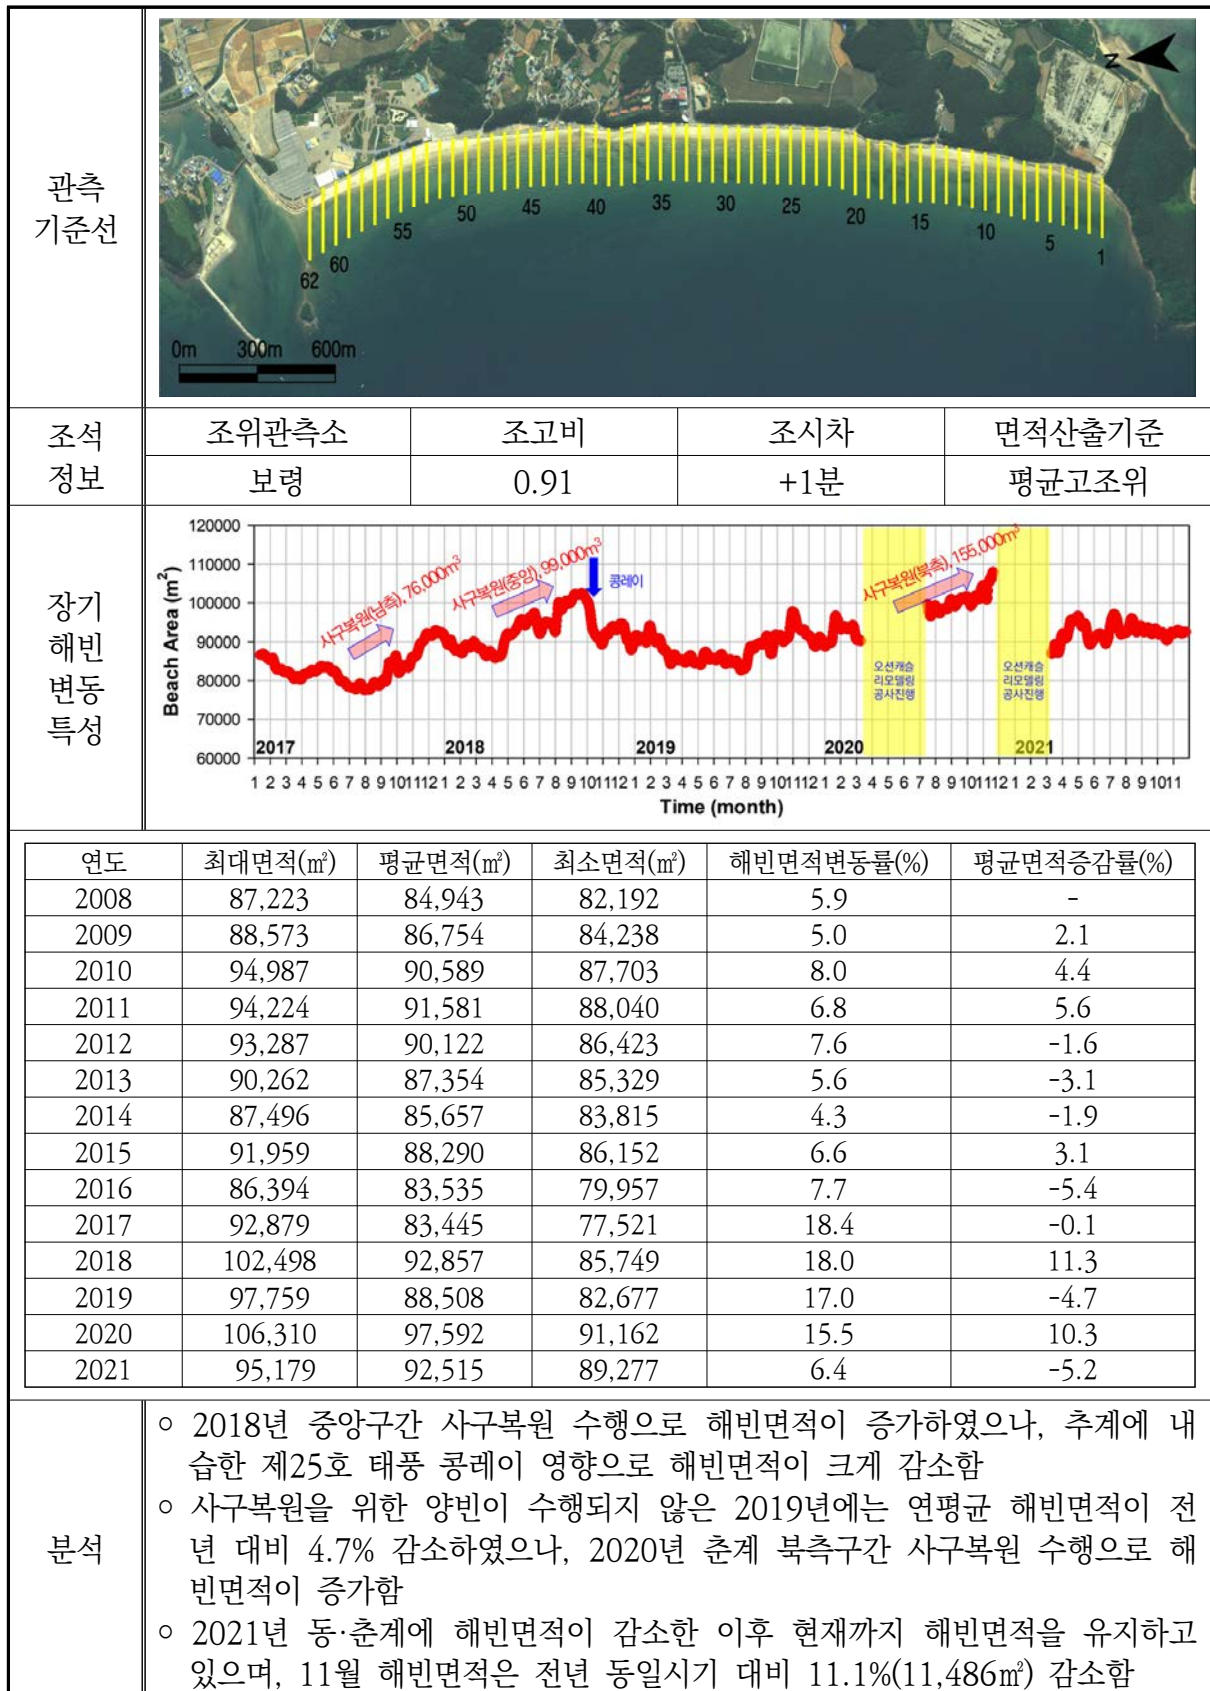 관측
기준선
N
62
60
55
50
45
40
35
30
25
20
15
10
5
1
0m 300m 600m
조석
정보
조위관측소 조고비 조시차 면적산출기준
보령 0.91 +1분 평균고조위
장기
해빈
변동
특성
Beach Area (m²)
120000
110000
100000
90000
80000
70000
60000
사구복원(남측), 76,000m³
사구복원(중앙), 99,000m³
콩레이
사구복원(북측), 155,000m³
오션캐슬
리모델링
공사진행
오션캐슬
리모델링
공사진행
2017 2018 2019 2020 2021
1 2 3 4 5 6 7 8 9 10 11 12 1 2 3 4 5 6 7 8 9 10 11 12 1 2 3 4 5 6 7 8 9 10 11 12 1 2 3 4 5 6 7 8 9 10 11 12 1 2 3 4 5 6 7 8 9 10 11
Time (month)
연도 최대면적(㎡) 평균면적(㎡) 최소면적(㎡) 해빈면적변동률(%) 평균면적증감률(%)
2008 87,223 84,943 82,192 5.9 -
2009 88,573 86,754 84,238 5.0 2.1
2010 94,987 90,589 87,703 8.0 4.4
2011 94,224 91,581 88,040 6.8 5.6
2012 93,287 90,122 86,423 7.6 -1.6
2013 90,262 87,354 85,329 5.6 -3.1
2014 87,496 85,657 83,815 4.3 -1.9
2015 91,959 88,290 86,152 6.6 3.1
2016 86,394 83,535 79,957 7.7 -5.4
2017 92,879 83,445 77,521 18.4 -0.1
2018 102,498 92,857 85,749 18.0 11.3
2019 97,759 88,508 82,677 17.0 -4.7
2020 106,310 97,592 91,162 15.5 10.3
2021 95,179 92,515 89,277 6.4 -5.2
분석
○ 2018년 중앙구간 사구복원 수행으로 해빈면적이 증가하였으나, 추계에 내
습한 제25호 태풍 콩레이 영향으로 해빈면적이 크게 감소함
○ 사구복원을 위한 양빈이 수행되지 않은 2019년에는 연평균 해빈면적이 전
년 대비 4.7% 감소하였으나, 2020년 춘계 북측구간 사구복원 수행으로 해
빈면적이 증가함
○ 2021년 동·춘계에 해빈면적이 감소한 이후 현재까지 해빈면적을 유지하고
있으며, 11월 해빈면적은 전년 동일시기 대비 11.1%(11,486㎡) 감소함